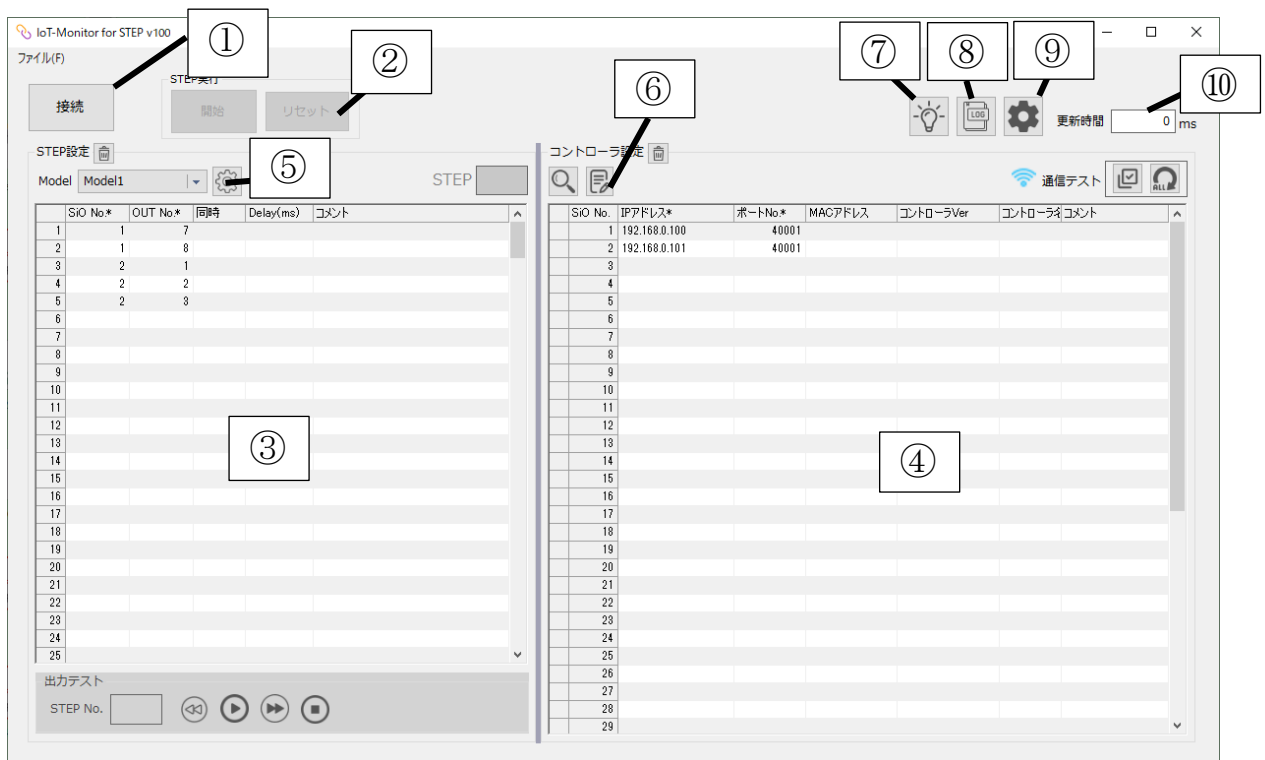 IoT-Monitor for STEP v100
ファイル(F)
① ② ⑦ ⑧ ⑨ ⑩
接続
STEP実行
開始 リセット
⑥
LOG
更新時間 0 ms
STEP設定
⑤
Model Model1
STEP
SiO No.* OUT No.* 同時 Delay(ms) コメント
1 1 7
2 1 8
3 2 1
4 2 2
5 2 3
6
7
8
9
10
11
12
13
14
15
16
17
18
19
20
21
22
23
24
25
③
出力テスト
STEP No.
コントローラ設定
通信テスト
ALL
SiO No. IPアドレス* ポートNo.* MACアドレス コントローラVer コントローラ名 コメント
1 192.168.0.100 40001
2 192.168.0.101 40001
3
4
5
6
7
8
9
10
11
12
13
14
15
16
17
18
19
20
21
22
23
24
25
26
27
28
29
④